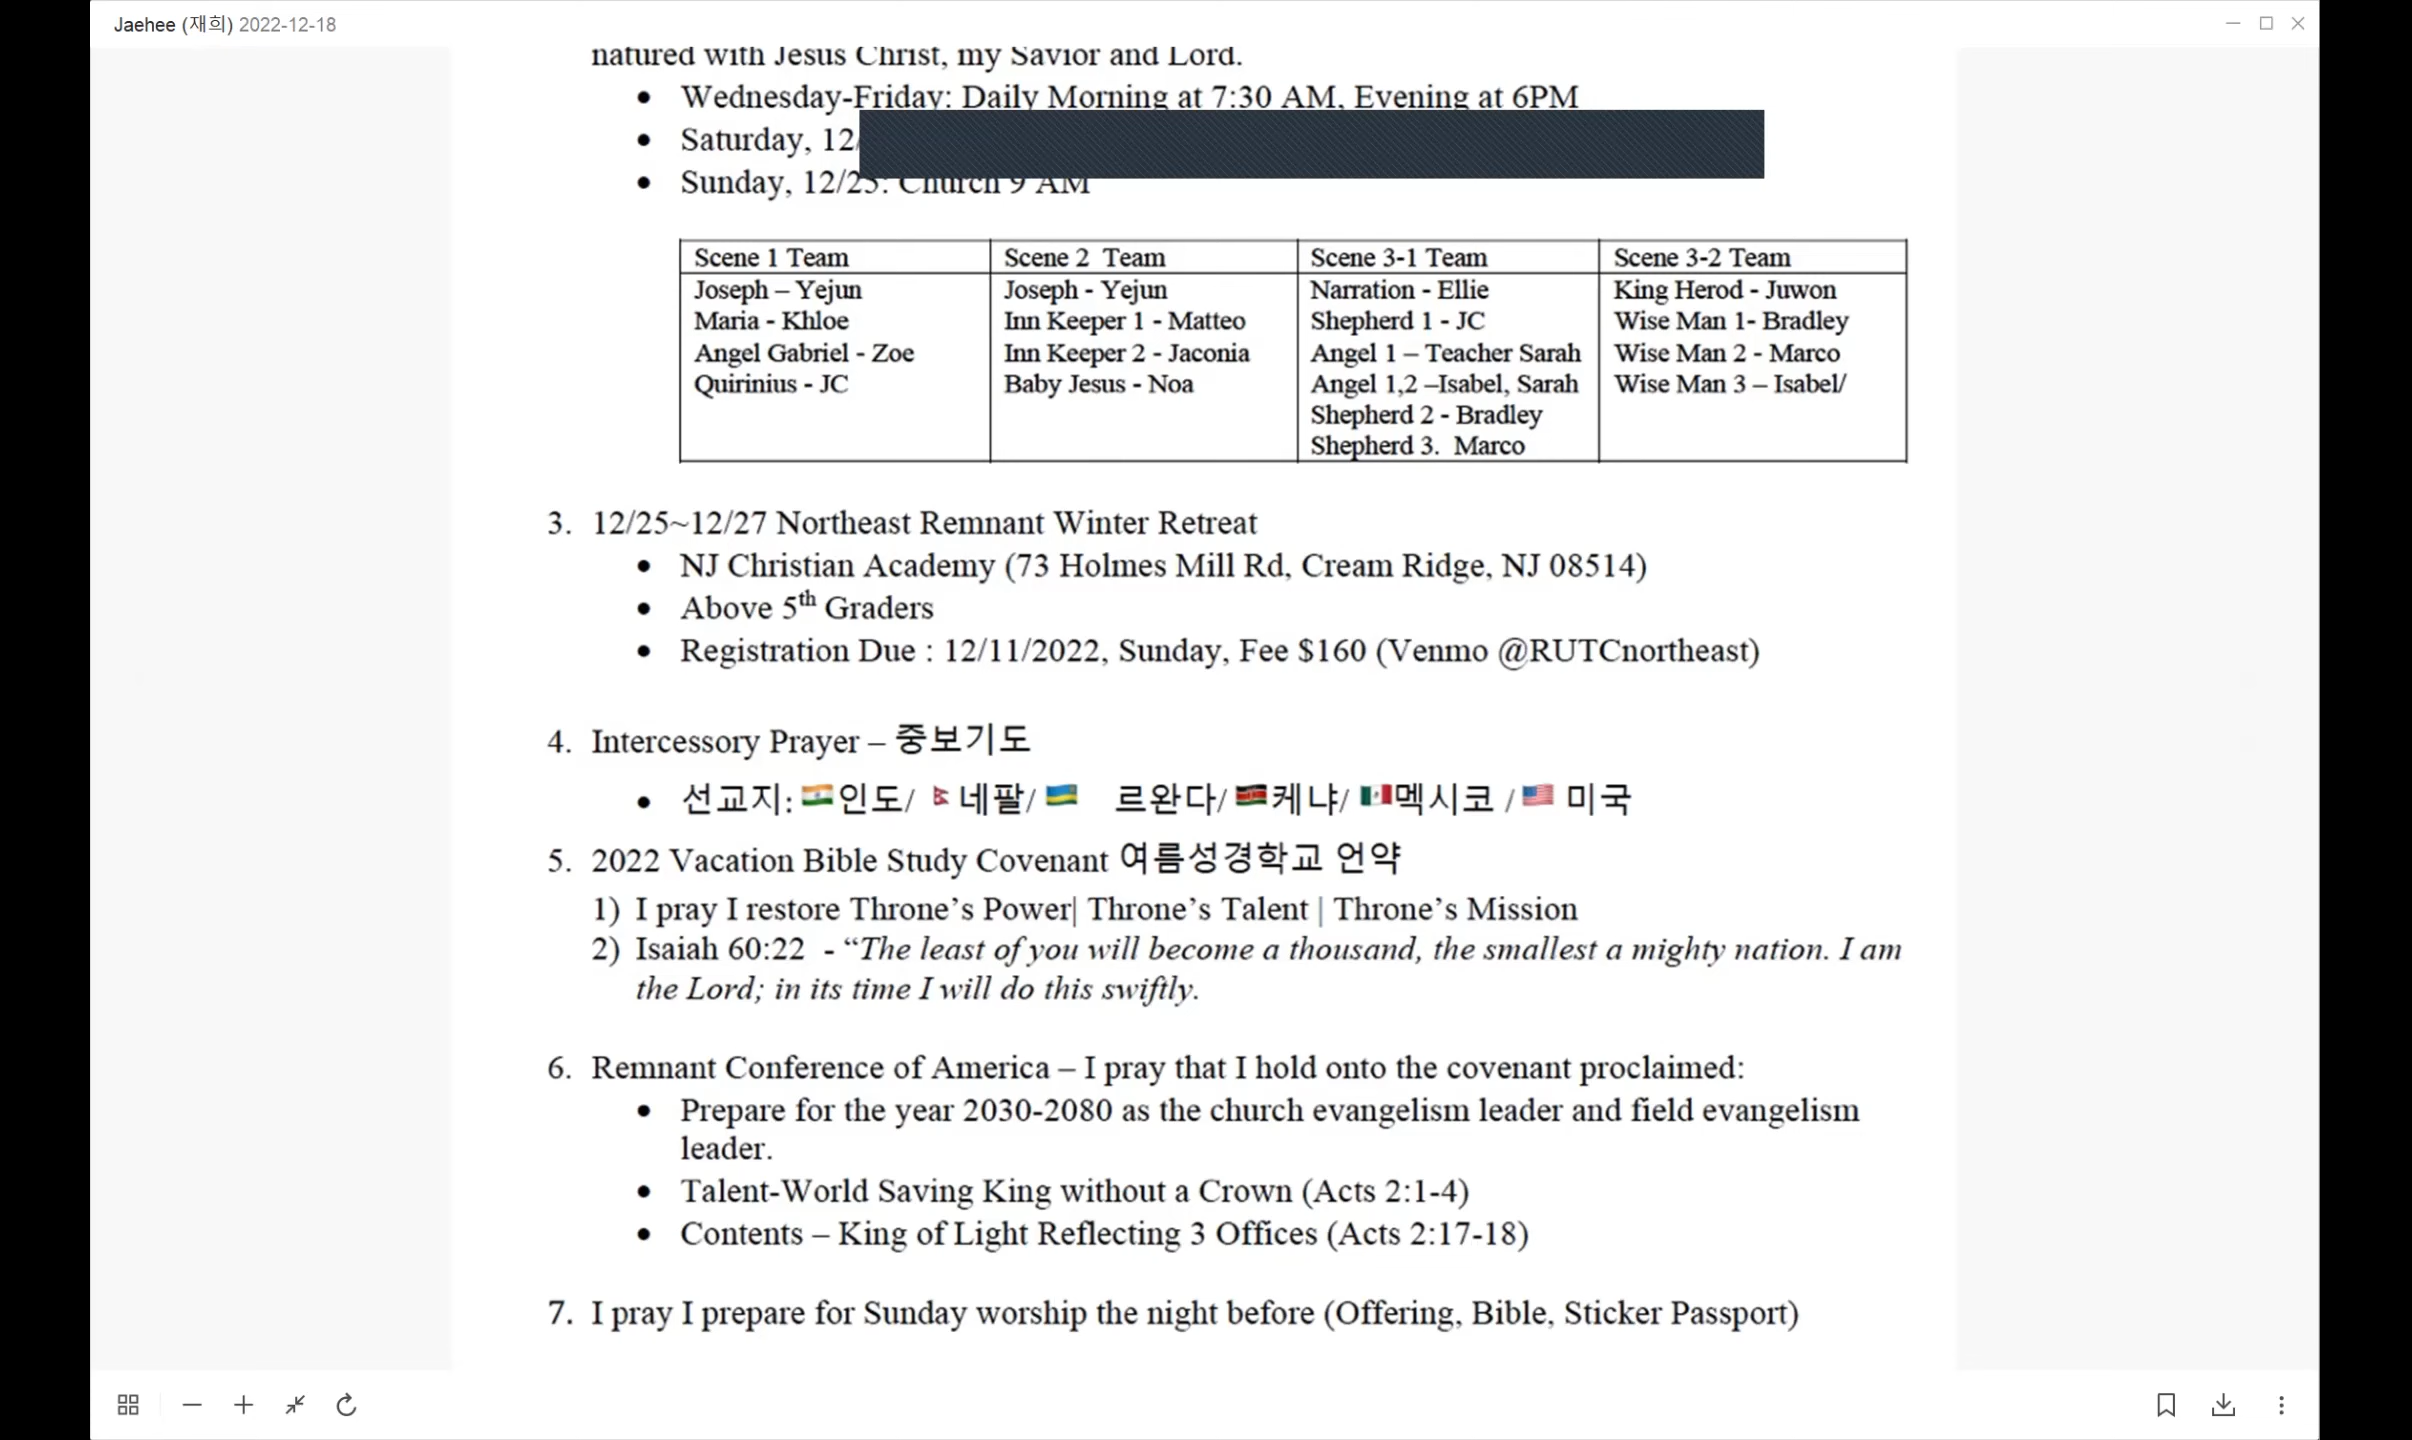 Jaehee (재희) 2022-12-18
natured with Jesus Christ, my Savior and Lord.
• Wednesday-Friday: Daily Morning at 7:30 AM, Evening at 6PM
• Saturday, 12/
• Sunday, 12/25: Church 9 AM
Scene 1 Team
Joseph – Yejun
Maria - Khloe
Angel Gabriel - Zoe
Quirinius - JC
Scene 2 Team
Joseph - Yejun
Inn Keeper 1 - Matteo
Inn Keeper 2 - Jaconia
Baby Jesus - Noa
Scene 3-1 Team
Narration - Ellie
Shepherd 1 - JC
Angel 1 – Teacher Sarah
Angel 1,2 –Isabel, Sarah
Shepherd 2 - Bradley
Shepherd 3. Marco
Scene 3-2 Team
King Herod - Juwon
Wise Man 1- Bradley
Wise Man 2 - Marco
Wise Man 3 – Isabel/
3. 12/25~12/27 Northeast Remnant Winter Retreat
• NJ Christian Academy (73 Holmes Mill Rd, Cream Ridge, NJ 08514)
• Above 5th Graders
• Registration Due : 12/11/2022, Sunday, Fee $160 (Venmo @RUTCnortheast)
4. Intercessory Prayer – 중보기도
• 선교지: 인도/ 네팔/ 르완다/ 케냐/ 멕시코 / 미국
5. 2022 Vacation Bible Study Covenant 여름성경학교 언약
1) I pray I restore Throne’s Power| Throne’s Talent | Throne’s Mission
2) Isaiah 60:22 - “The least of you will become a thousand, the smallest a mighty nation. I am
the Lord; in its time I will do this swiftly.
6. Remnant Conference of America – I pray that I hold onto the covenant proclaimed:
• Prepare for the year 2030-2080 as the church evangelism leader and field evangelism
leader.
• Talent-World Saving King without a Crown (Acts 2:1-4)
• Contents – King of Light Reflecting 3 Offices (Acts 2:17-18)
7. I pray I prepare for Sunday worship the night before (Offering, Bible, Sticker Passport)